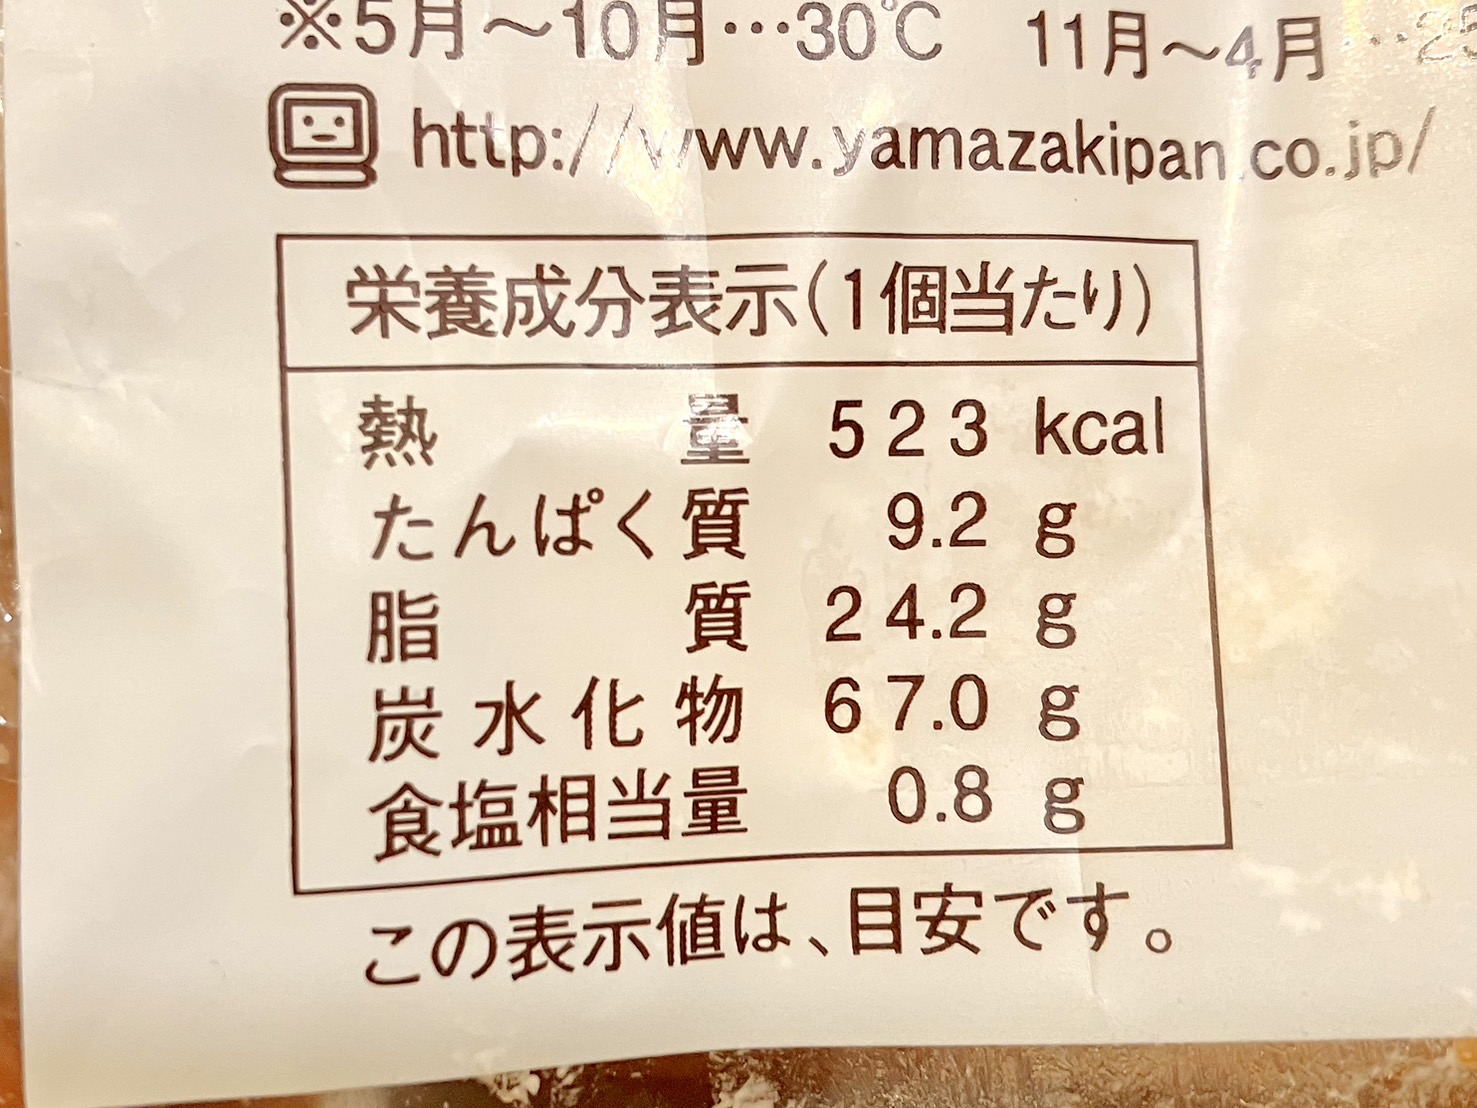 ※5月～10月…30℃　11月～4月…25
http://www.yamazakipan.co.jp/
栄養成分表示(1個当たり)
熱量 523 kcal
たんぱく質 9.2 g
脂質 24.2 g
炭水化物 67.0 g
食塩相当量 0.8 g
この表示値は、目安です。